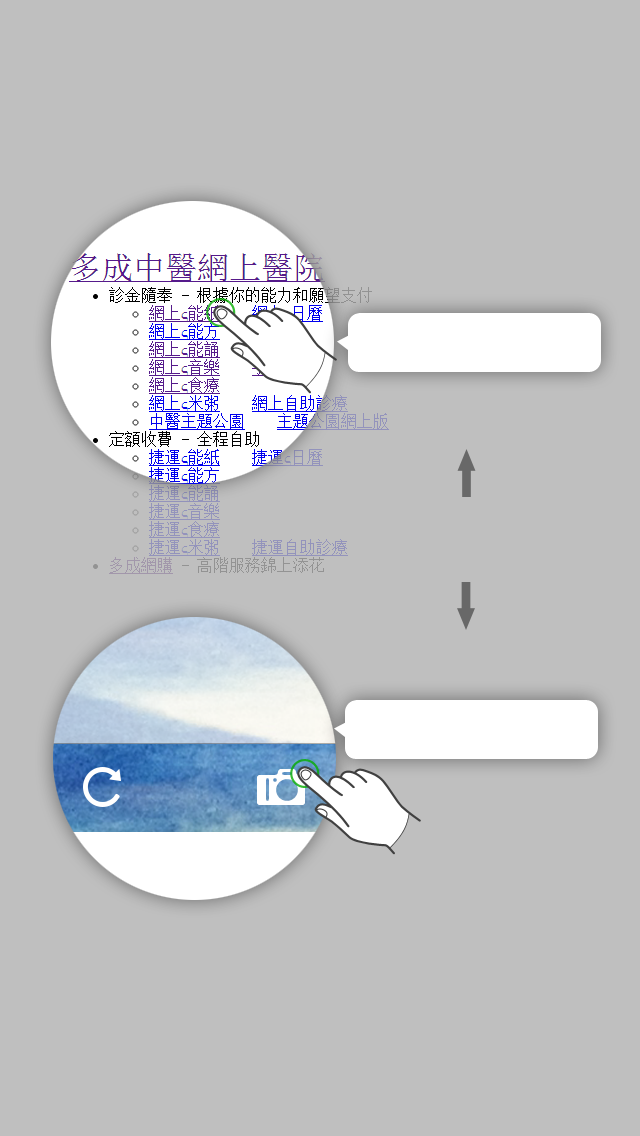 多成中醫網上醫院
診金隨奉 - 根據你的能力和願望支付
網上c能紙 網上c日曆
網上c能方
網上c能誦
網上c音樂
網上c食療
網上c米粥 網上自助診療
中醫主題公園 主題公園網上版
定額收費 - 全程自助
捷運c能紙 捷運c日曆
捷運c能方
捷運c能誦
捷運c音樂
捷運c食療
捷運c米粥 捷運自助診療
多成網購 - 高階服務錦上添花